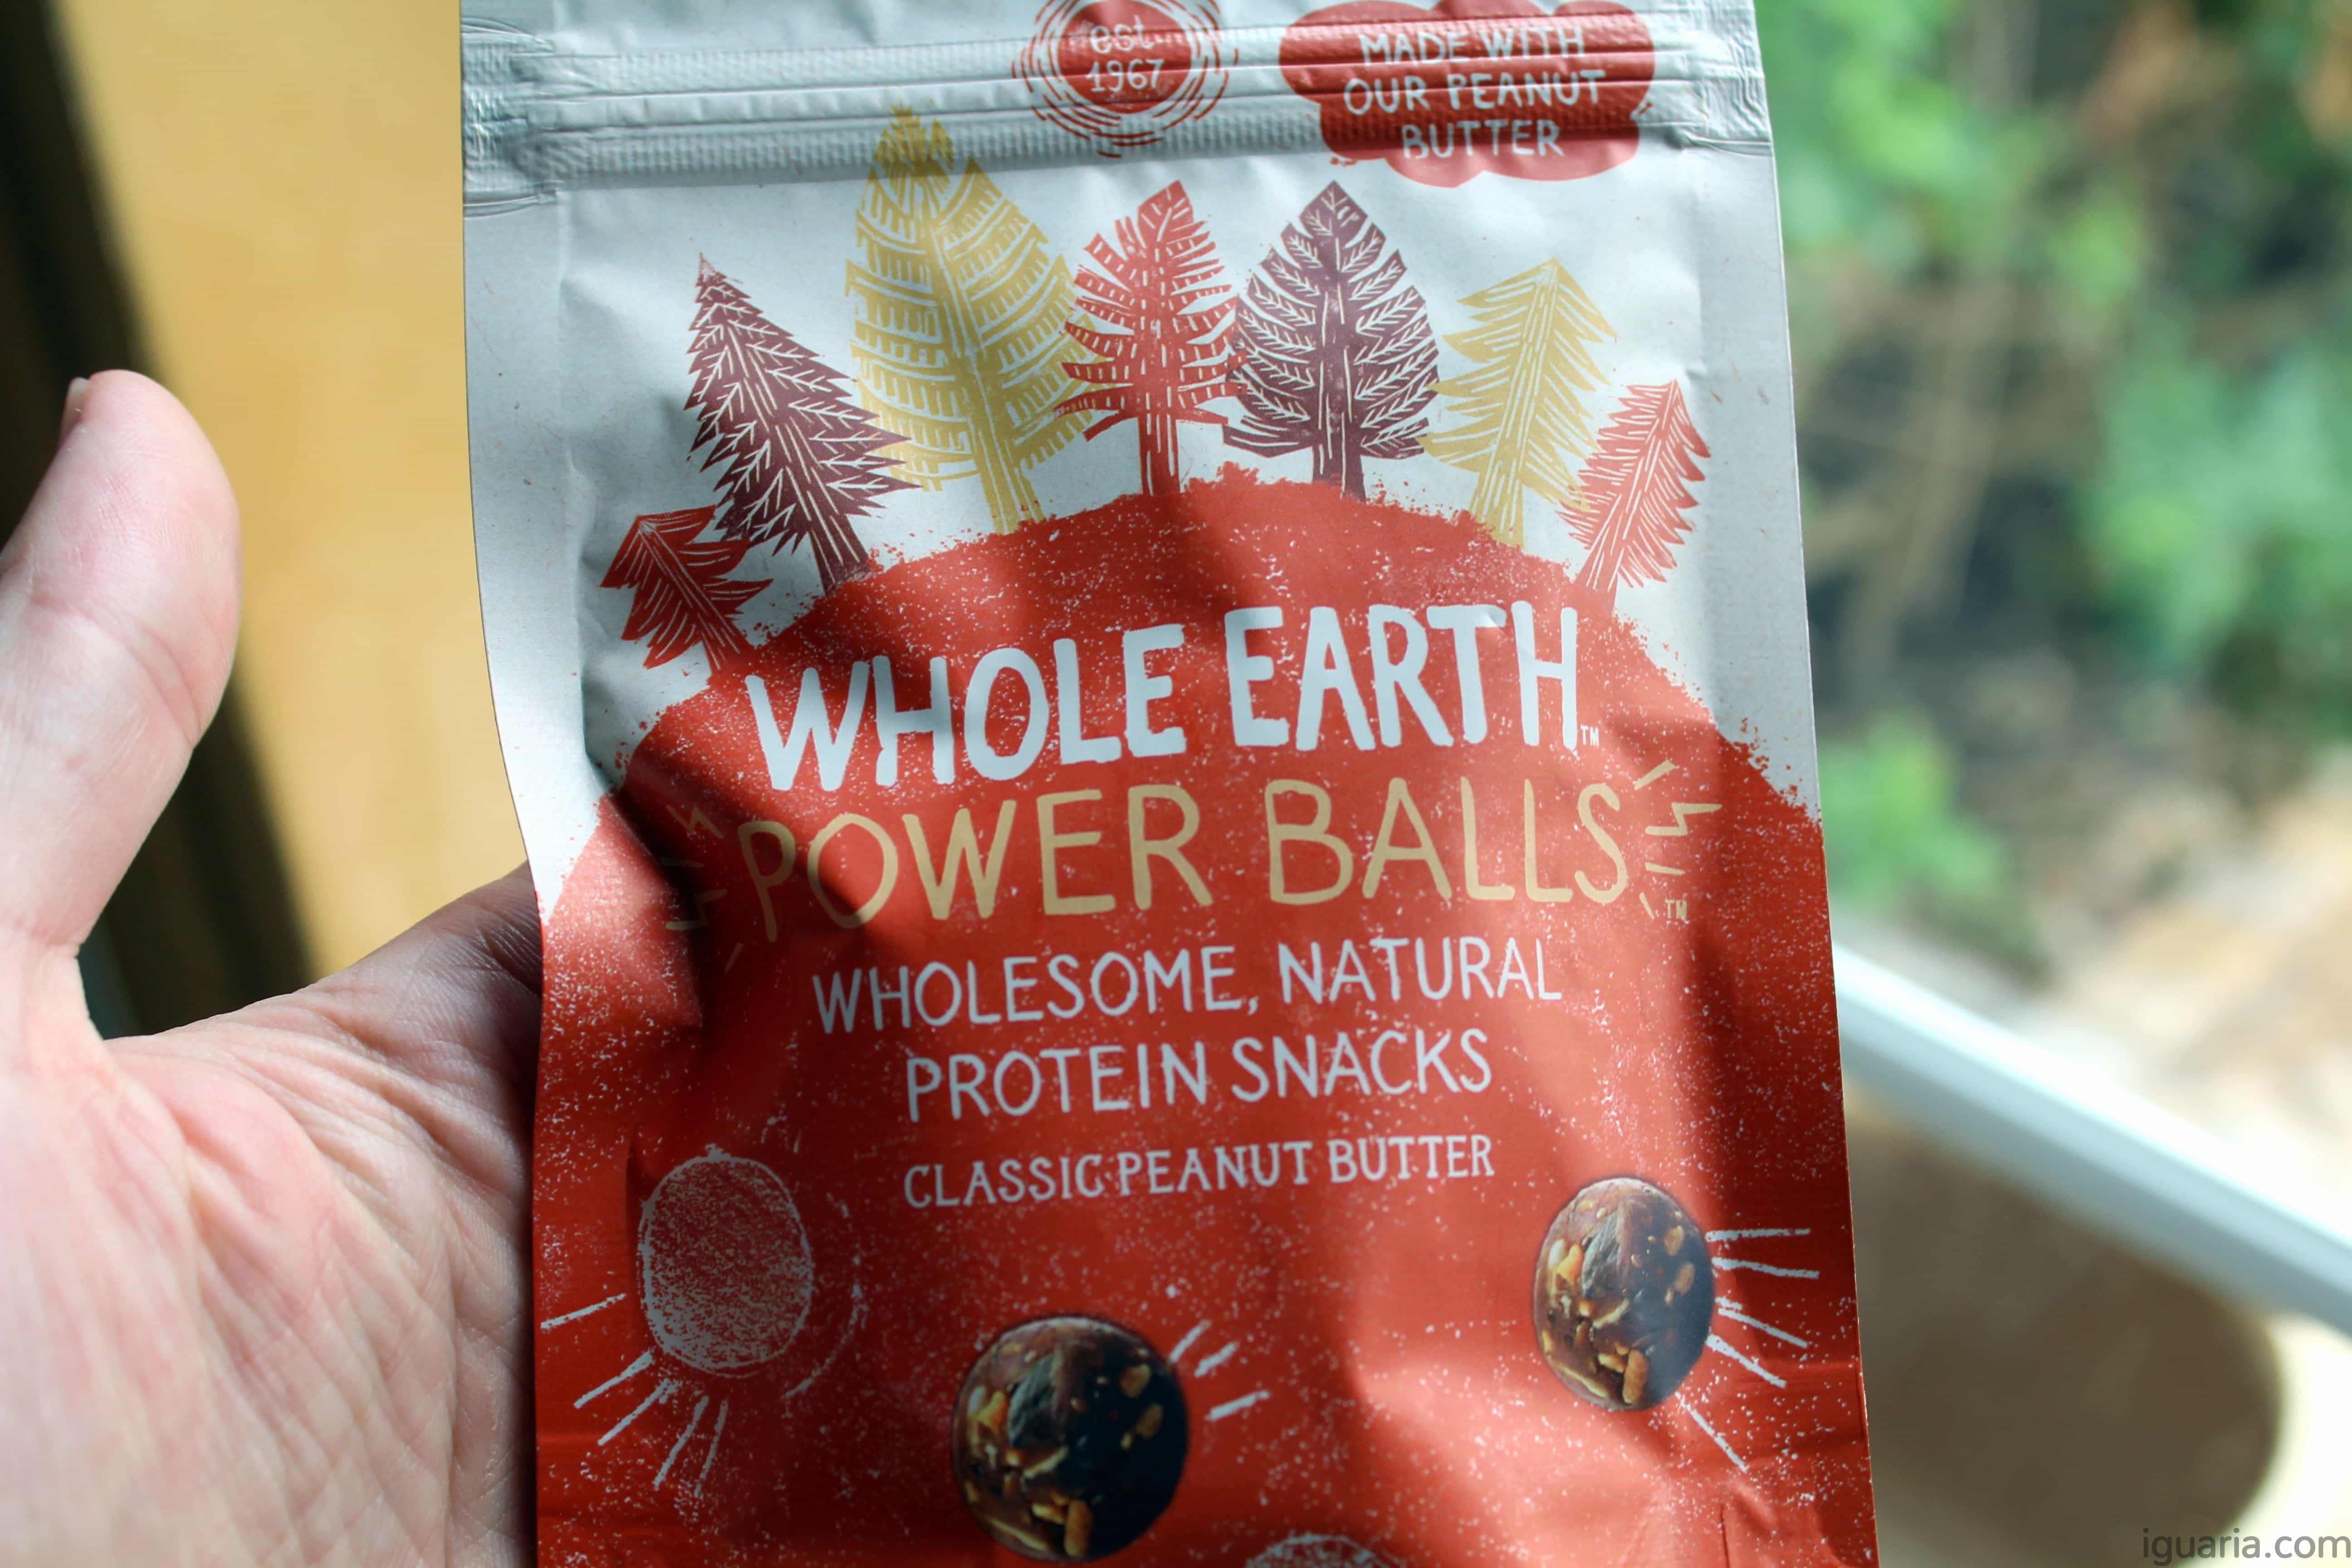 est.
1967
MADE WITH
OUR PEANUT
BUTTER
WHOLE EARTH™
POWER BALLS™
WHOLESOME, NATURAL
PROTEIN SNACKS
CLASSIC PEANUT BUTTER
iguaria.com